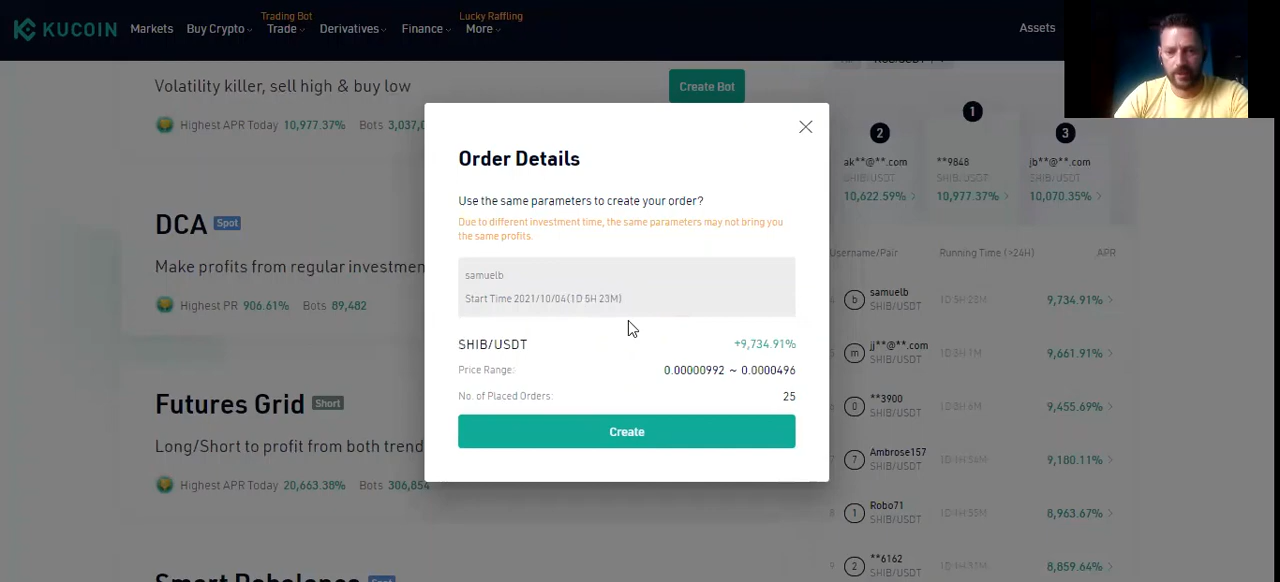 KUCOIN Markets Buy Crypto Trading Bot Trade Derivatives Finance Lucky Raffling More Assets
Volatility killer, sell high & buy low
Create Bot
Highest APR Today 10,977.37% Bots 3,037,0
DCA Spot
Make profits from regular investmen
Highest PR 906.61% Bots 89,482
Futures Grid Short
Long/Short to profit from both trend
Highest APR Today 20,663.38% Bots 306,854
Order Details
Use the same parameters to create your order?
Due to different investment time, the same parameters may not bring you
the same profits.
samuelb
Start Time 2021/10/04(1D 5H 23M)
SHIB/USDT +9,734.91%
Price Range: 0.00000992 ~ 0.0000496
No. of Placed Orders: 25
Create
2 1 3
ak**@**.com **9848 jb**@**.com
SHIB/USDT SHIB/USDT SHIB/USDT
10,622.59% 10,977.37% 10,070.35%
Username/Pair Running Time (>24H) APR
b samuelb 1D 5H 23M 9,734.91%
SHIB/USDT
m jj**@**.com 9,661.91%
SHIB/USDT
0 **3900 9,455.69%
SHIB/USDT
7 Ambrose157 9,180.11%
SHIB/USDT
1 Robo71 8,963.67%
SHIB/USDT
2 **6162 8,859.64%
SHIB/USDT